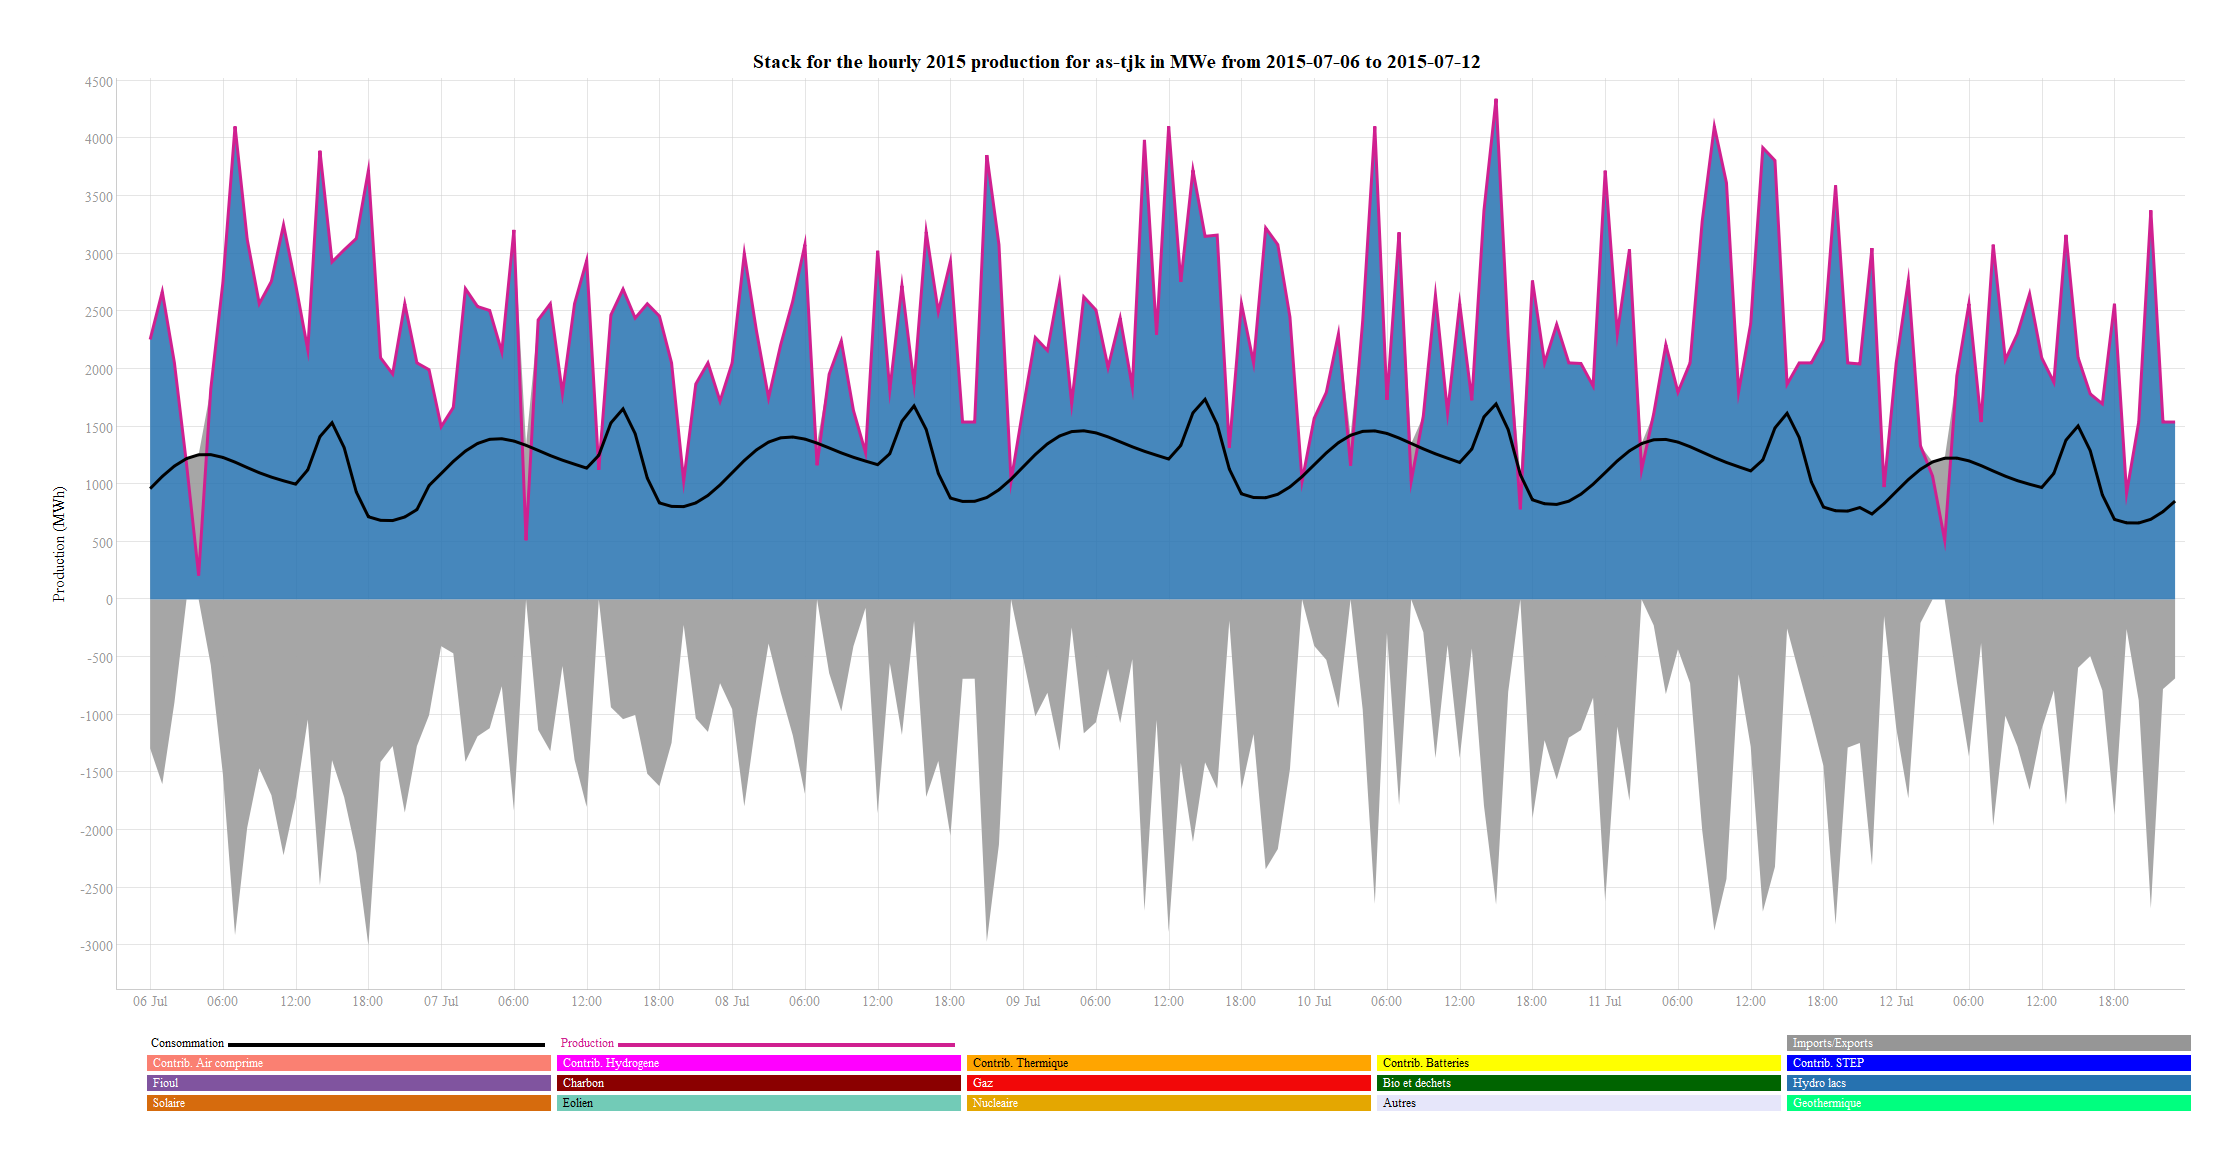 Stack for the hourly 2015 production for as-tjk in MWe from 2015-07-06 to 2015-07-12
4500
4000
3500
3000
2500
2000
1500
1000
500
0
-500
-1000
-1500
-2000
-2500
-3000
Production (MWh)
06 Jul 06:00 12:00 18:00 07 Jul 06:00 12:00 18:00 08 Jul 06:00 12:00 18:00 09 Jul 06:00 12:00 18:00 10 Jul 06:00 12:00 18:00 11 Jul 06:00 12:00 18:00 12 Jul 06:00 12:00 18:00
Consommation Production Imports/Exports
Contrib. Air comprime Contrib. Hydrogene Contrib. Thermique Contrib. Batteries Contrib. STEP
Fioul Charbon Gaz Bio et dechets Hydro lacs
Solaire Eolien Nucleaire Autres Geothermique